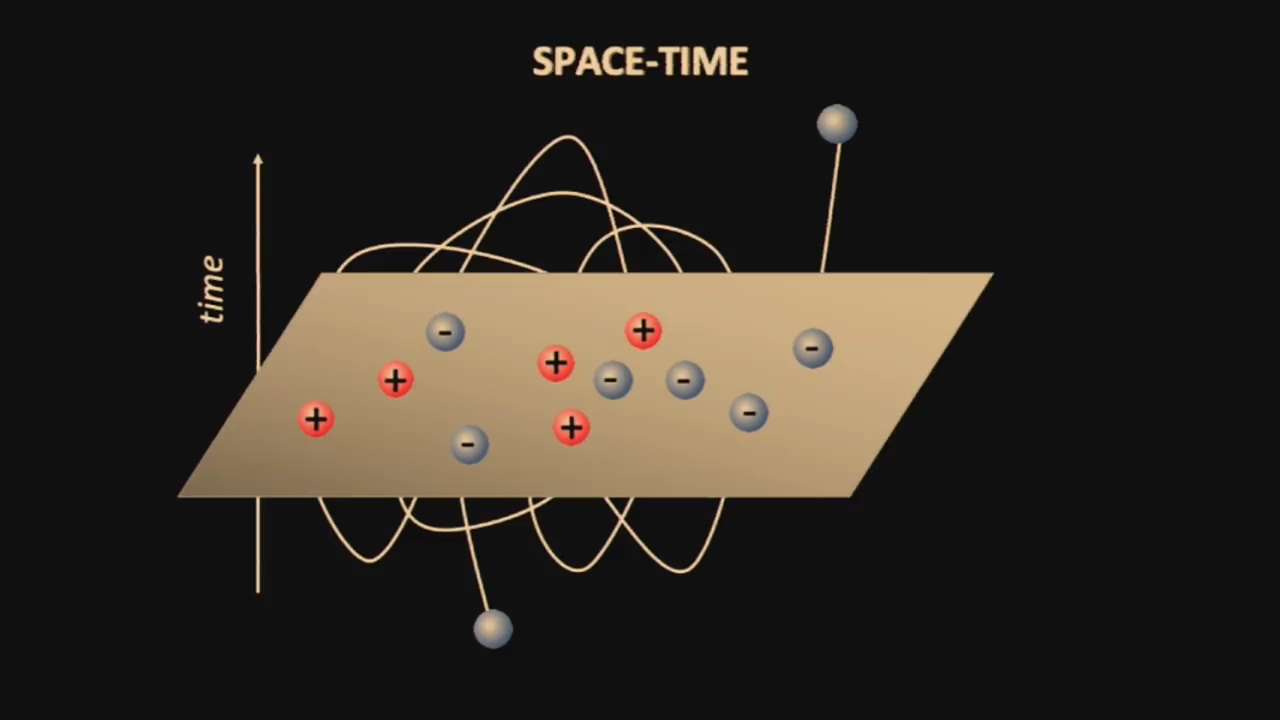 SPACE-TIME
time
- + +
+ - - -
+ + -
-